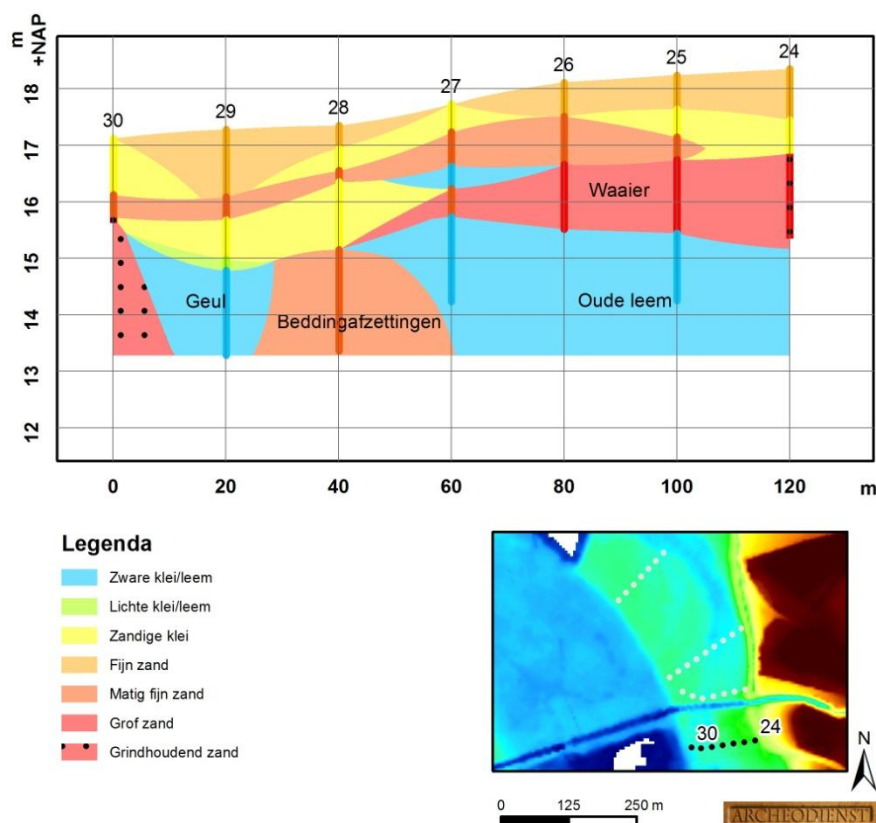 m
+NAP
18
17
16
15
14
13
12
30
29
28
27
26
25
24
Waaier
Geul
Beddingafzettingen
Oude leem
0 20 40 60 80 100 120 m
Legenda
Zware klei/leem
Lichte klei/leem
Zandige klei
Fijn zand
Matig fijn zand
Grof zand
Grindhoudend zand
30 24
N
0 125 250 m
ARCHEODIENST